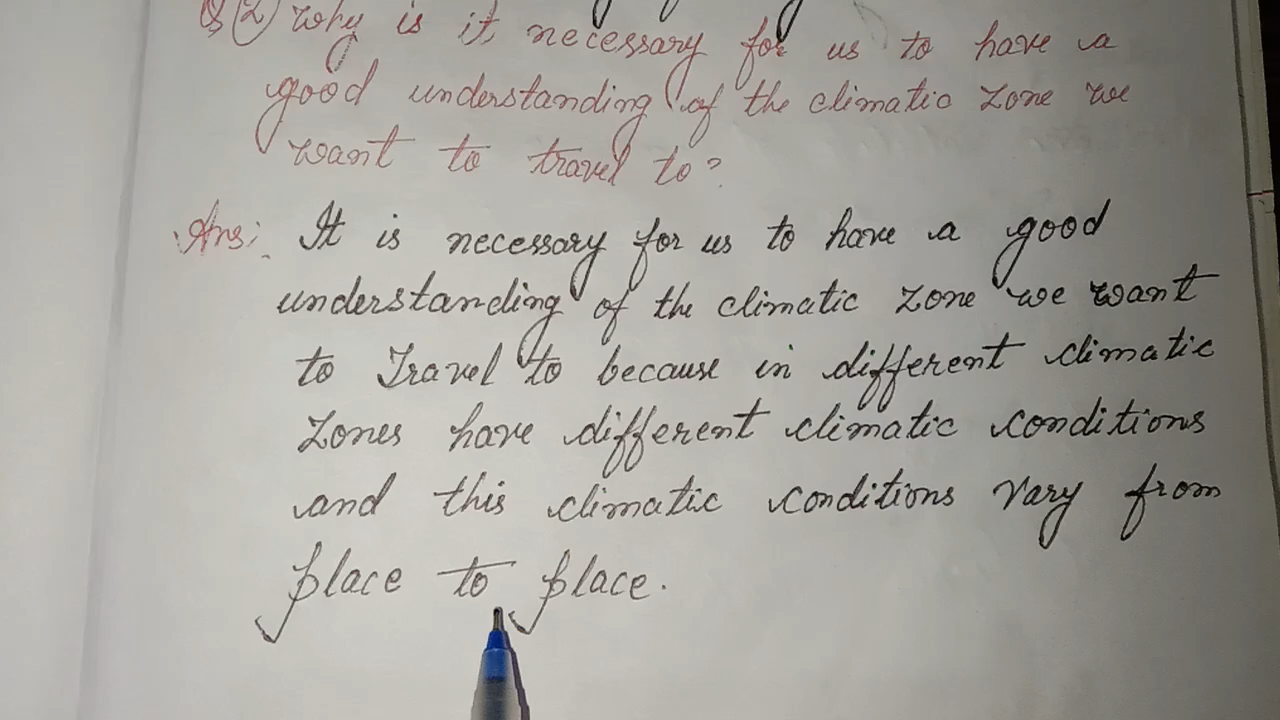 Q(2) Why is it necessary for us to have a
good understanding of the climatic zone we
want to travel to?
Ans: It is necessary for us to have a good
understanding of the climatic zone we want
to Travel to because in different climatic
zones have different climatic conditions
and this climatic conditions vary from
place to place.